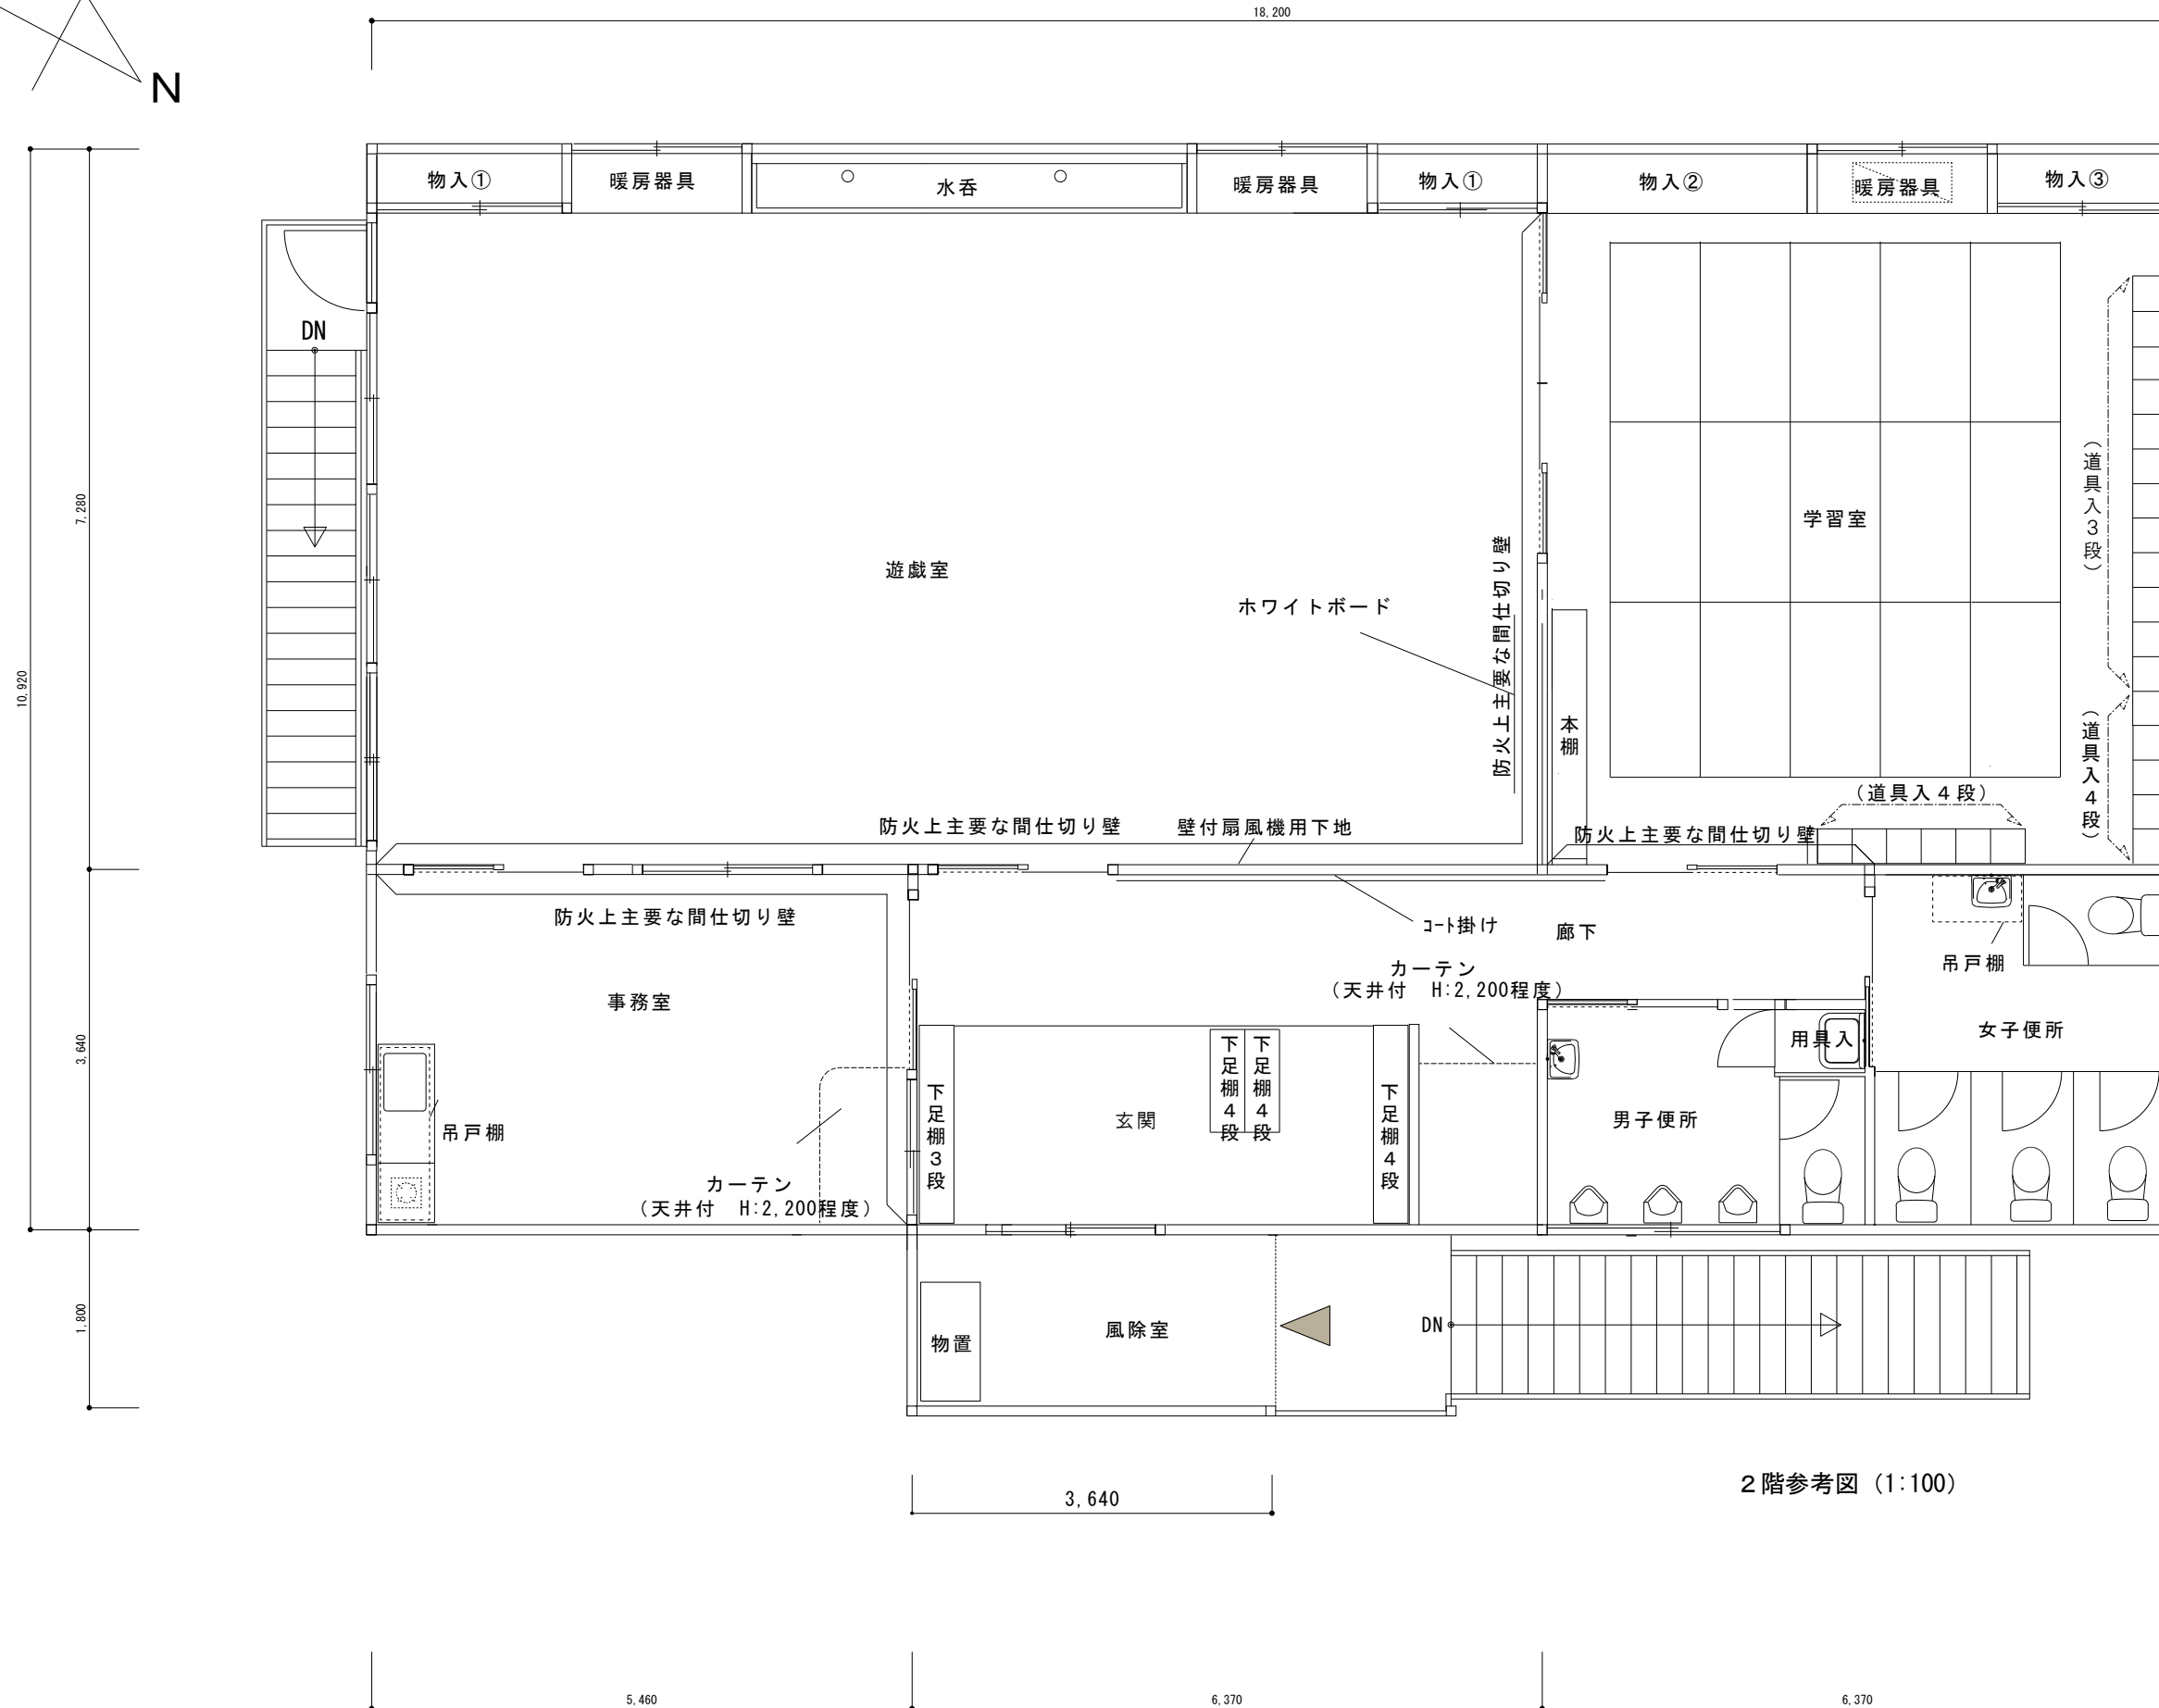 18,200
N
物入①
暖房器具
水呑
暖房器具
物入①
物入②
暖房器具
物入③
DN
7,280
10,920
3,640
1,800
遊戯室
ホワイトボード
防火上主要な間仕切り壁
学習室
本棚
(道具入３段)
(道具入４段)
(道具入４段)
防火上主要な間仕切り壁
壁付扇風機用下地
防火上主要な間仕切り壁
防火上主要な間仕切り壁
ｺｰﾄ掛け
廊下
カーテン
(天井付　H:2,200程度)
吊戸棚
事務室
女子便所
用具入
下足棚４段
下足棚４段
下足棚３段
下足棚４段
玄関
男子便所
吊戸棚
カーテン
(天井付　H:2,200程度)
物置
風除室
DN
3,640
２階参考図 (1:100)
5,460
6,370
6,370